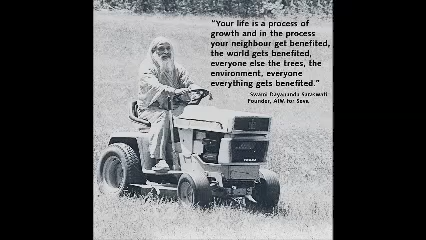 "Your life is a process of
growth and in the process
your neighbour get benefited,
the world gets benefited,
everyone else the trees, the
environment, everyone
everything gets benefited."
Swami Dayananda Saraswati
Founder, AIM for Seva.